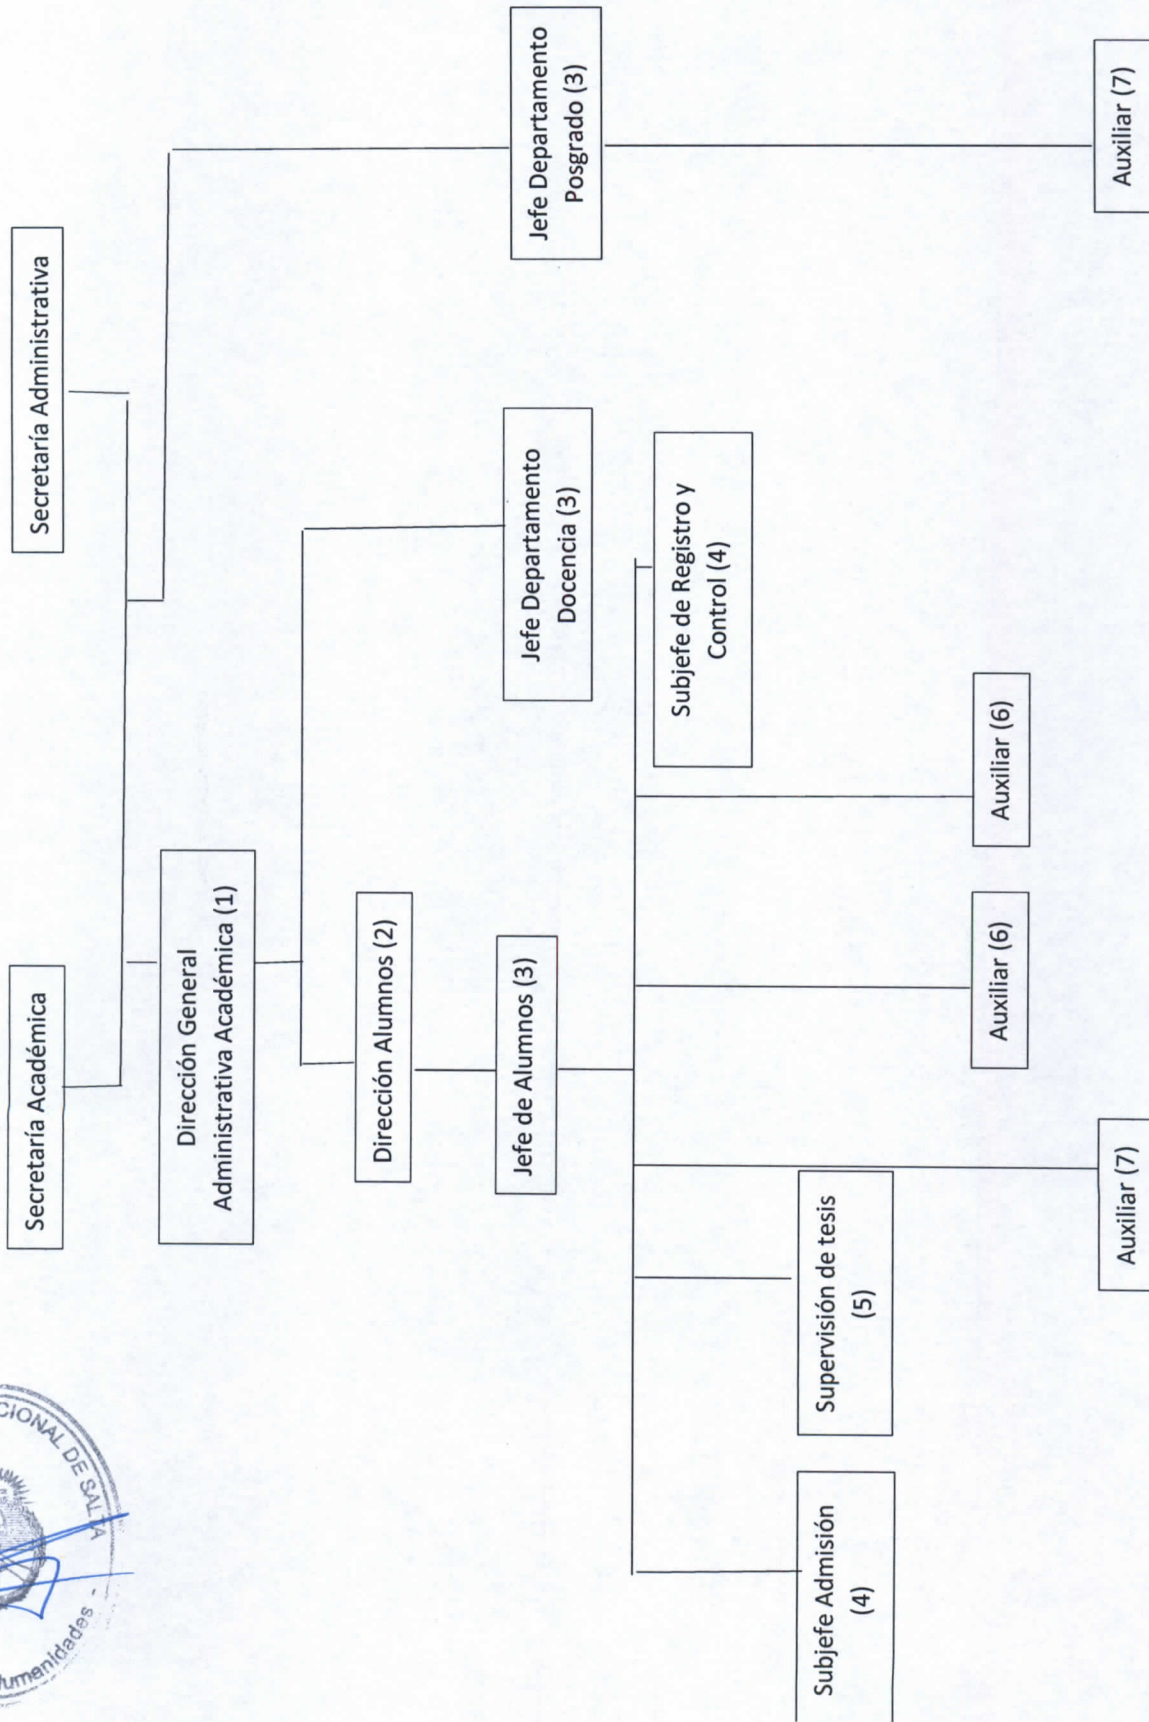 CIONAL DE SALTA
Humanidades -
Secretaría Académica
Secretaría Administrativa
Dirección General
Administrativa Académica (1)
Dirección Alumnos (2)
Jefe de Alumnos (3)
Jefe Departamento
Docencia (3)
Jefe Departamento
Posgrado (3)
Subjefe de Registro y
Control (4)
Subjefe Admisión
(4)
Supervisión de tesis
(5)
Auxiliar (6)
Auxiliar (6)
Auxiliar (7)
Auxiliar (7)